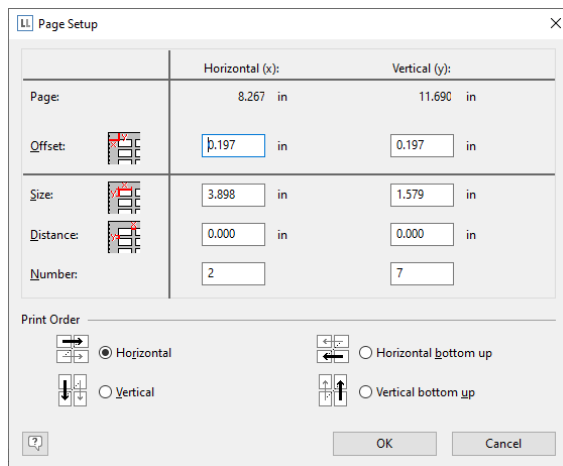 LL Page Setup
Horizontal (x): Vertical (y):
Page: 8.267 in 11.690 in
Offset: 0.197 in 0.197 in
Size: 3.898 in 1.579 in
Distance: 0.000 in 0.000 in
Number: 2 7
Print Order
Horizontal Horizontal bottom up
Vertical Vertical bottom up
? OK Cancel